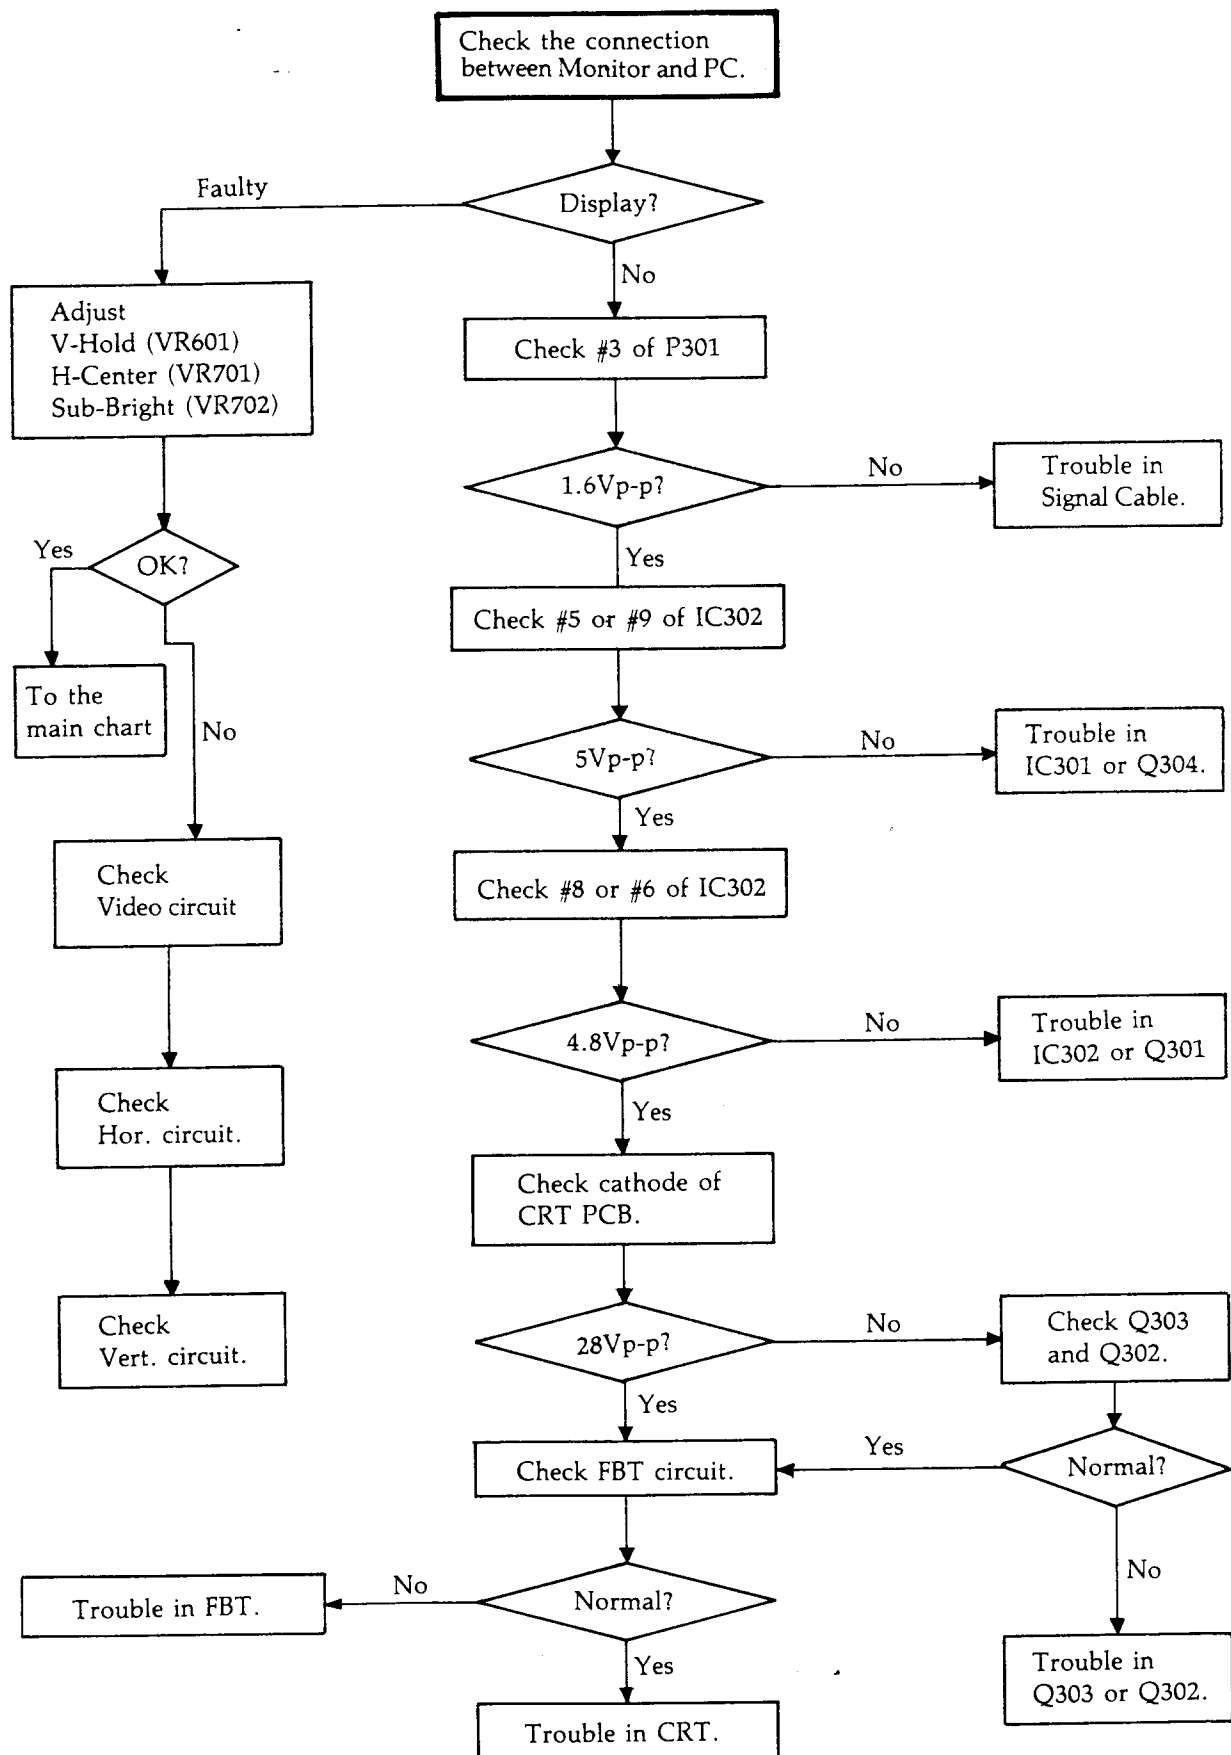 Check the connection
between Monitor and PC.
Faulty
Display?
No
Adjust
V-Hold (VR601)
H-Center (VR701)
Sub-Bright (VR702)
Check #3 of P301
1.6Vp-p?
No
Trouble in
Signal Cable.
Yes
OK?
Yes
Check #5 or #9 of IC302
To the
main chart
No
5Vp-p?
No
Trouble in
IC301 or Q304.
Yes
Check
Video circuit
Check #8 or #6 of IC302
4.8Vp-p?
No
Trouble in
IC302 or Q301
Yes
Check
Hor. circuit.
Check cathode of
CRT PCB.
Check
Vert. circuit.
28Vp-p?
No
Check Q303
and Q302.
Yes
Check FBT circuit.
Yes
Normal?
No
Trouble in FBT.
No
Normal?
Yes
Trouble in
Q303 or Q302.
Trouble in CRT.